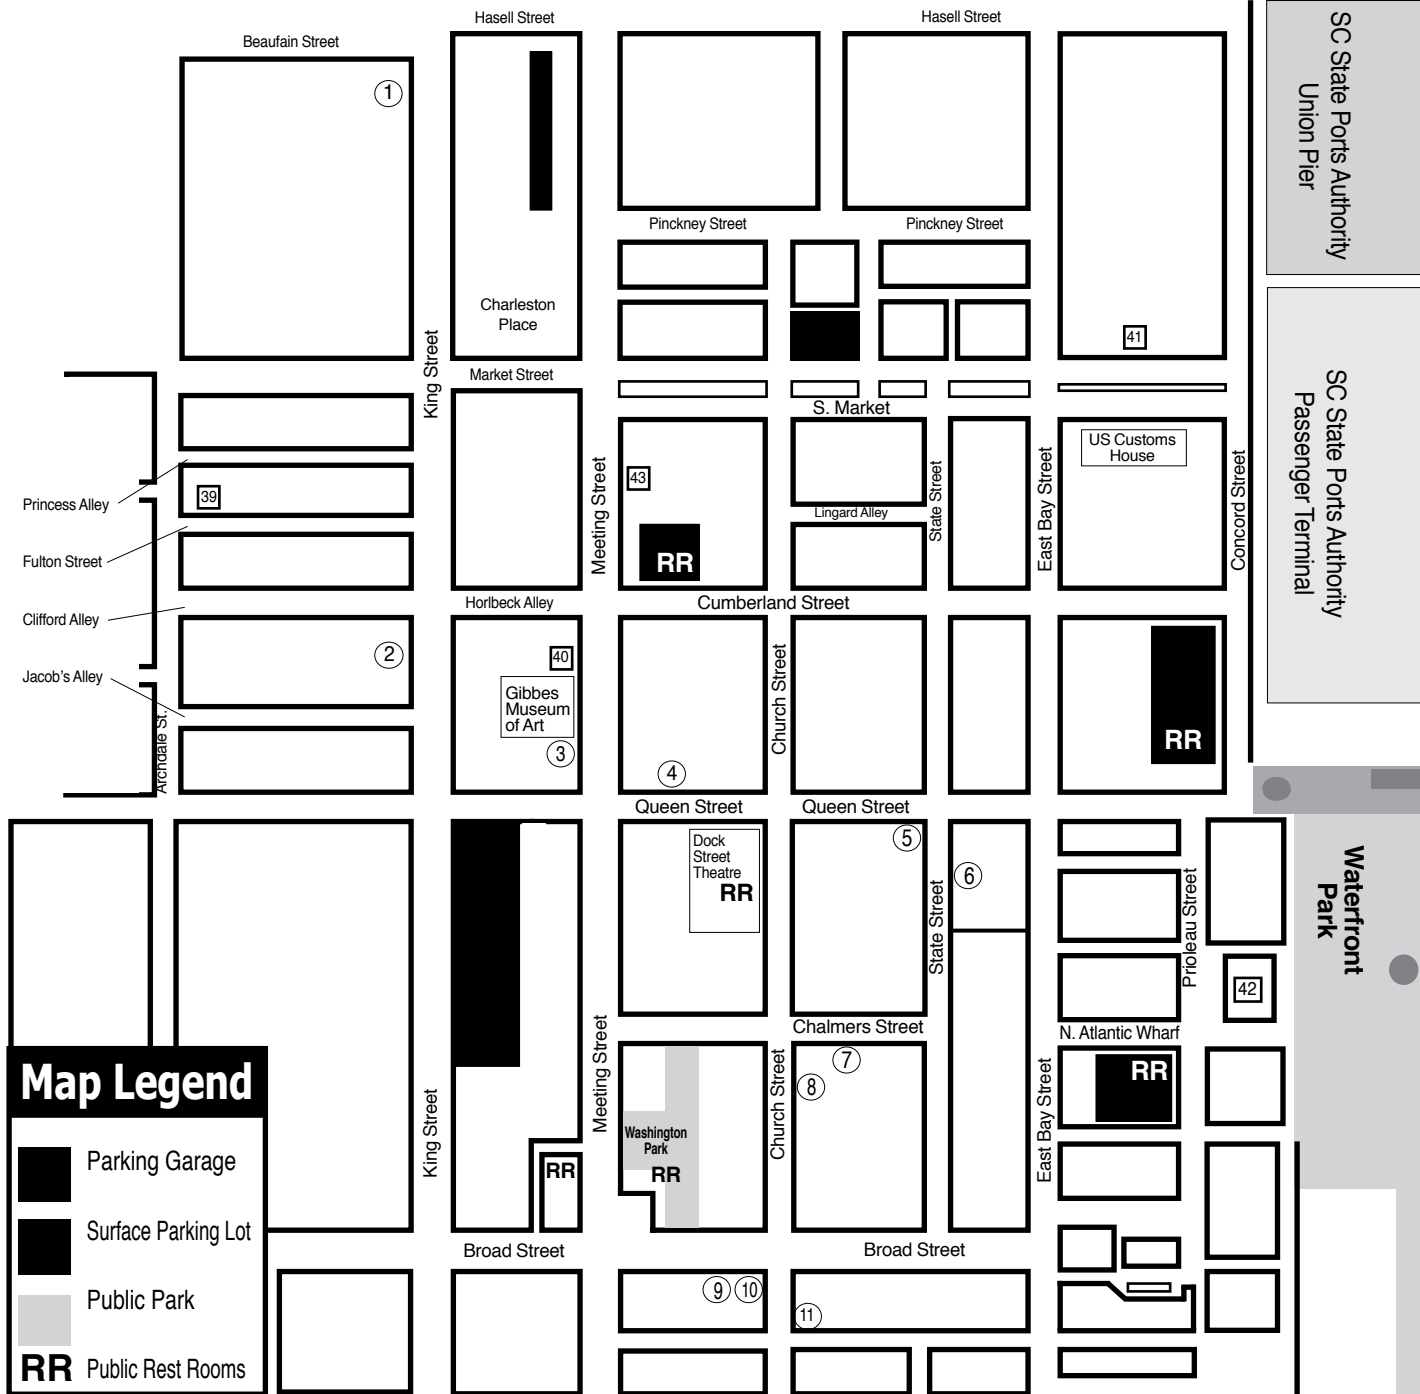 Hasell Street
Hasell Street
Beaufain Street
1
SC State Ports Authority
Union Pier
Pinckney Street
Pinckney Street
Charleston
Place
41
King Street
Market Street
S. Market
SC State Ports Authority
Passenger Terminal
US Customs
House
Princess Alley
39
Meeting Street
43
Lingard Alley
State Street
East Bay Street
Concord Street
Fulton Street
RR
Clifford Alley
Horlbeck Alley
Cumberland Street
2
40
Jacob's Alley
Gibbes
Museum
of Art
3
Church Street
4
RR
Archdale St.
Queen Street
Queen Street
Dock
Street
Theatre
RR
5
6
State Street
Prioleau Street
Waterfront
Park
42
Chalmers Street
N. Atlantic Wharf
Meeting Street
7
8
RR
Map Legend
King Street
Washington
Park
RR
Church Street
East Bay Street
RR
Parking Garage
Surface Parking Lot
Public Park
RR Public Rest Rooms
Broad Street
Broad Street
9
10
11